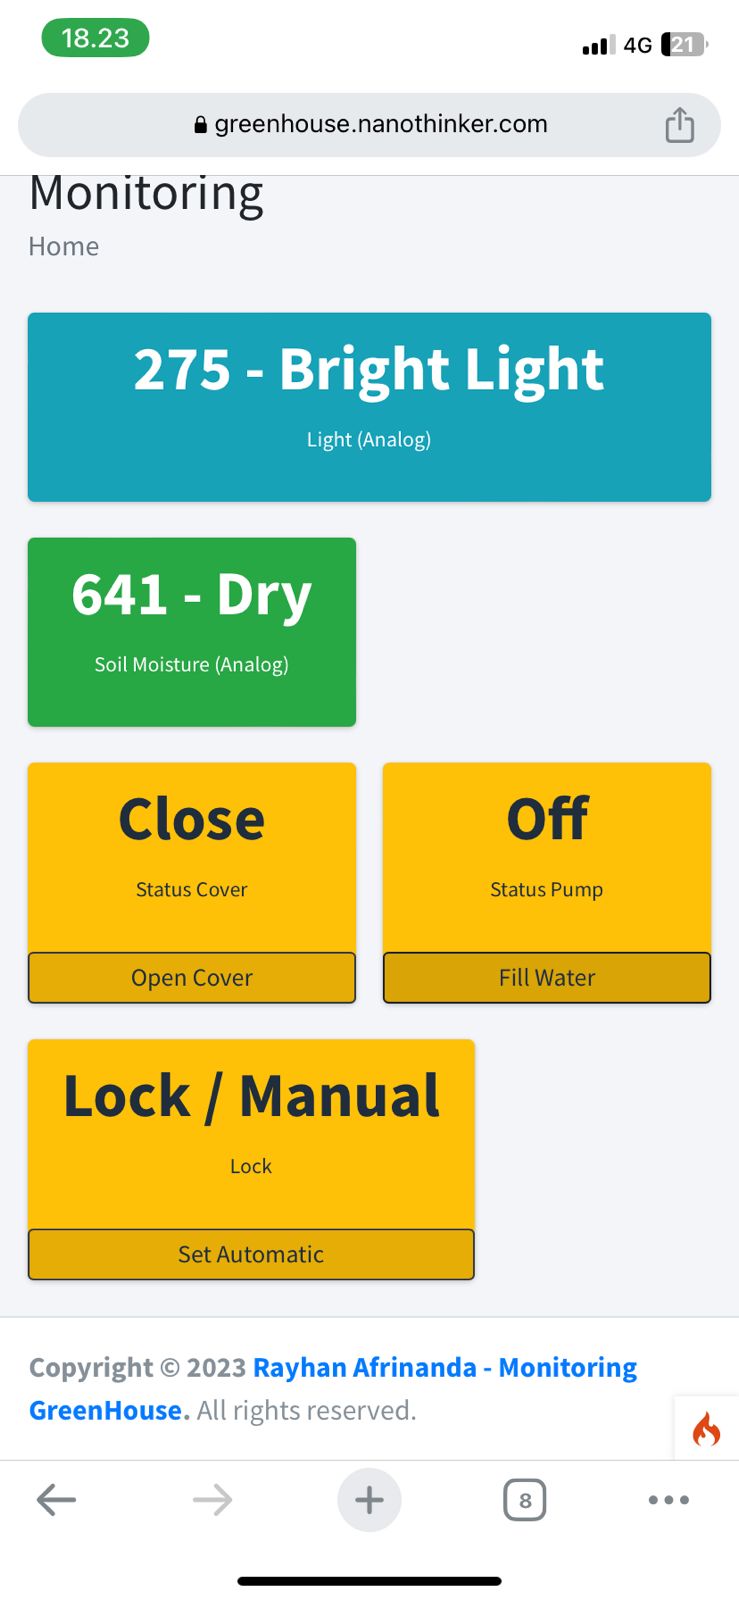 18.23
4G 21
greenhouse.nanothinker.com
Monitoring
Home
275 - Bright Light
Light (Analog)
641 - Dry
Soil Moisture (Analog)
Close
Status Cover
Open Cover
Off
Status Pump
Fill Water
Lock / Manual
Lock
Set Automatic
Copyright © 2023 Rayhan Afrinanda - Monitoring
GreenHouse. All rights reserved.
8